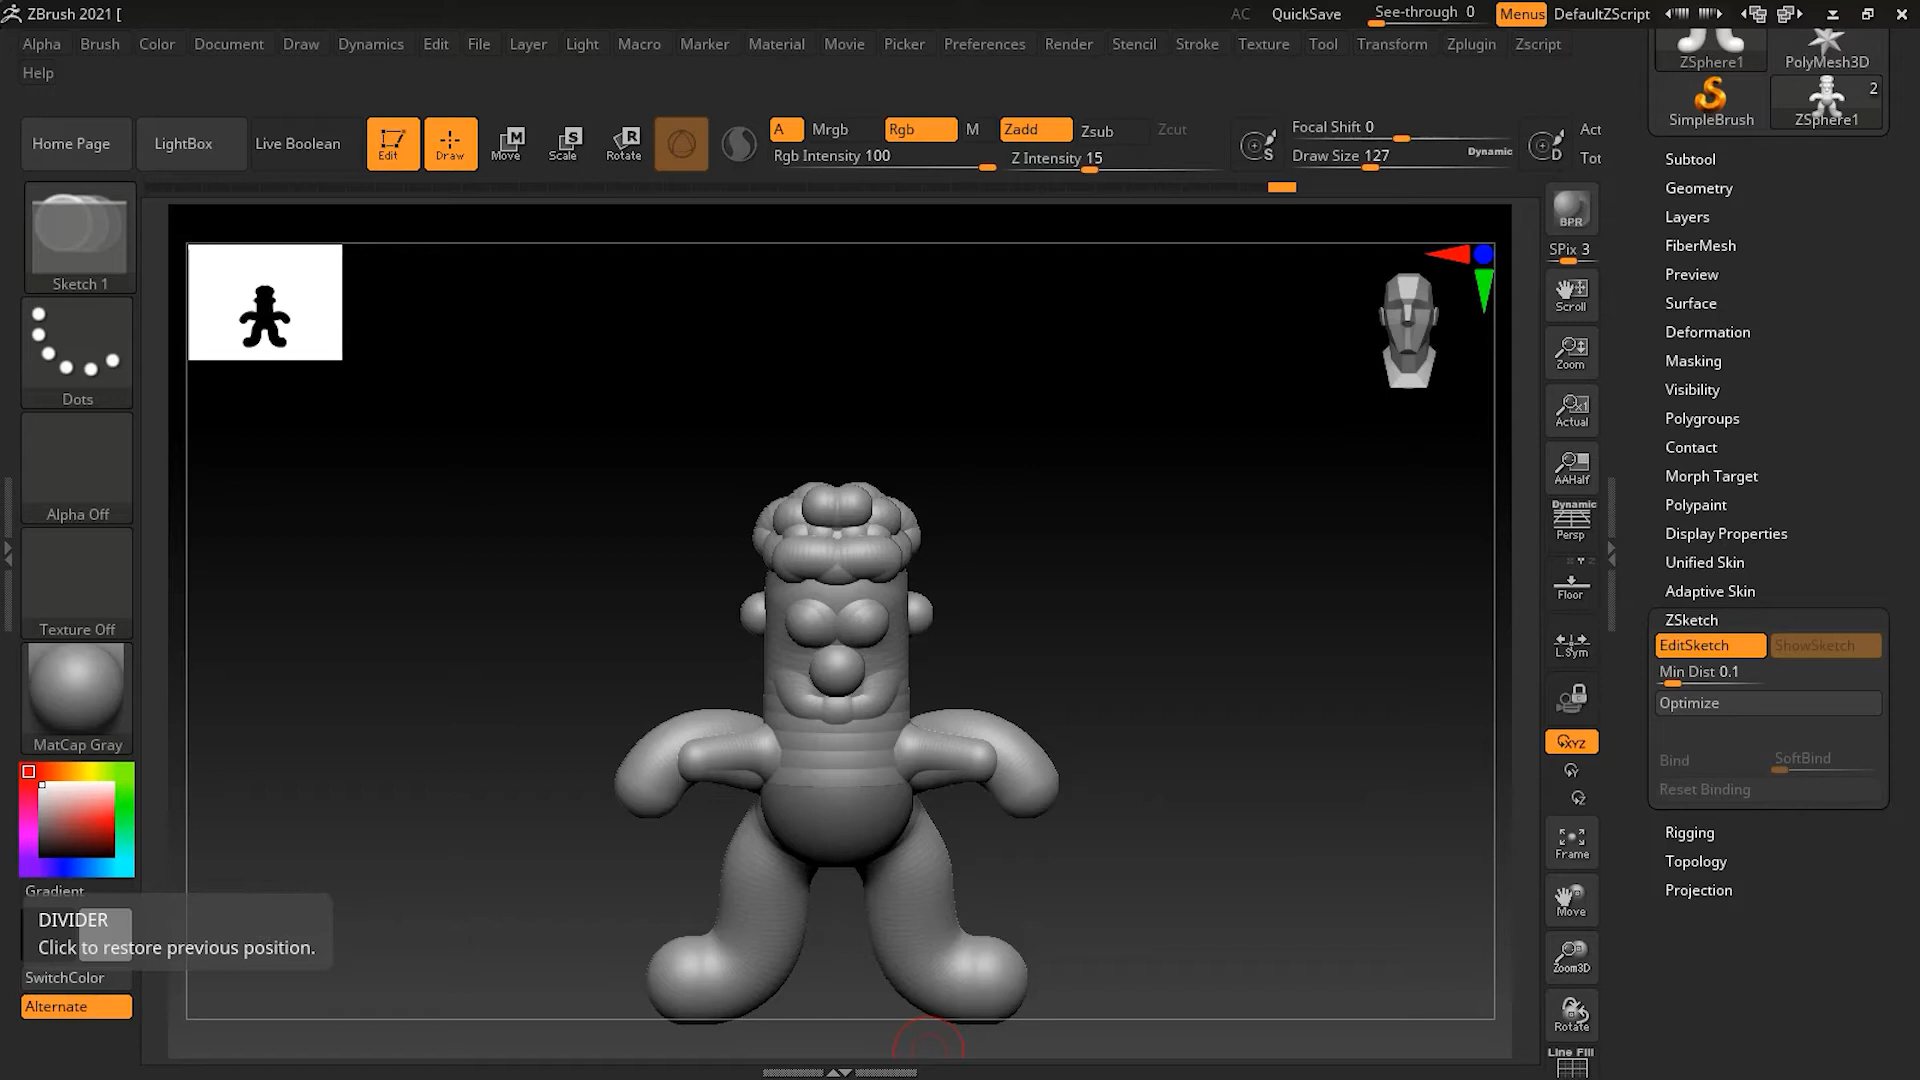 ZBrush 2021 [
AC QuickSave See-through 0 Menus DefaultZScript
Alpha Brush Color Document Draw Dynamics Edit File Layer Light Macro Marker Material Movie Picker Preferences Render Stencil Stroke Texture Tool Transform Zplugin Zscript
Help
Home Page LightBox Live Boolean Edit Draw Move Scale Rotate
M S R
A Mrgb Rgb M Zadd Zsub Zcut
Rgb Intensity 100 Z Intensity 15
S Focal Shift 0
Draw Size 127 Dynamic
D Act
Tot
Sketch 1
Dots
Alpha Off
Texture Off
MatCap Gray
Gradient
DIVIDER
Click to restore previous position.
SwitchColor
Alternate
BPR
SPix 3
Scroll
Zoom
x1
Actual
AAHalf
Dynamic
Persp
Floor
L.Sym
XYZ
Y
Z
Frame
Move
Zoom3D
Rotate
Line Fill
ZSphere1 PolyMesh3D
2
SimpleBrush ZSphere1
Subtool
Geometry
Layers
FiberMesh
Preview
Surface
Deformation
Masking
Visibility
Polygroups
Contact
Morph Target
Polypaint
Display Properties
Unified Skin
Adaptive Skin
ZSketch
EditSketch ShowSketch
Min Dist 0.1
Optimize
Bind SoftBind
Reset Binding
Rigging
Topology
Projection